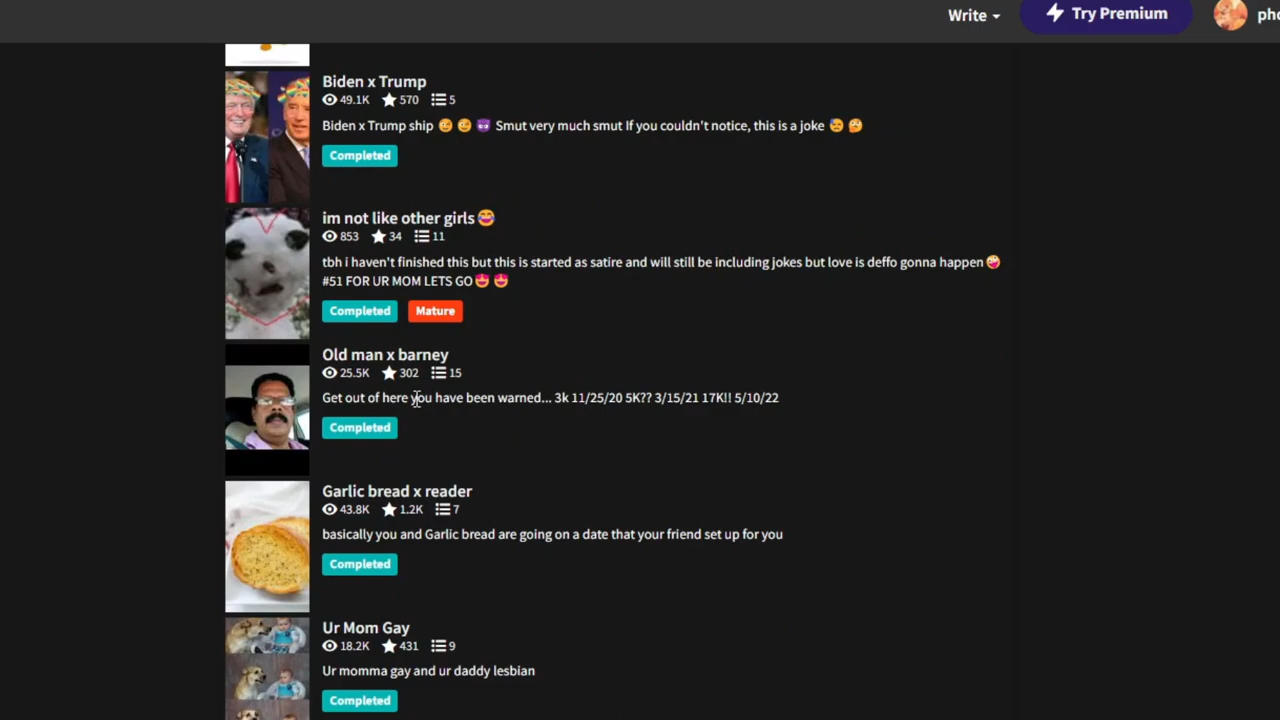 Write
Try Premium
pho
Biden x Trump
49.1K 570 5
Biden x Trump ship 🥴 🥴 😈 Smut very much smut If you couldn't notice, this is a joke 😓 🤔
Completed
im not like other girls 😂
853 34 11
tbh i haven't finished this but this is started as satire and will still be including jokes but love is deffo gonna happen 🤪
#51 FOR UR MOM LETS GO 😍 😍
Completed Mature
Old man x barney
25.5K 302 15
Get out of here you have been warned... 3k 11/25/20 5K?? 3/15/21 17K!! 5/10/22
Completed
Garlic bread x reader
43.8K 1.2K 7
basically you and Garlic bread are going on a date that your friend set up for you
Completed
Ur Mom Gay
18.2K 431 9
Ur momma gay and ur daddy lesbian
Completed